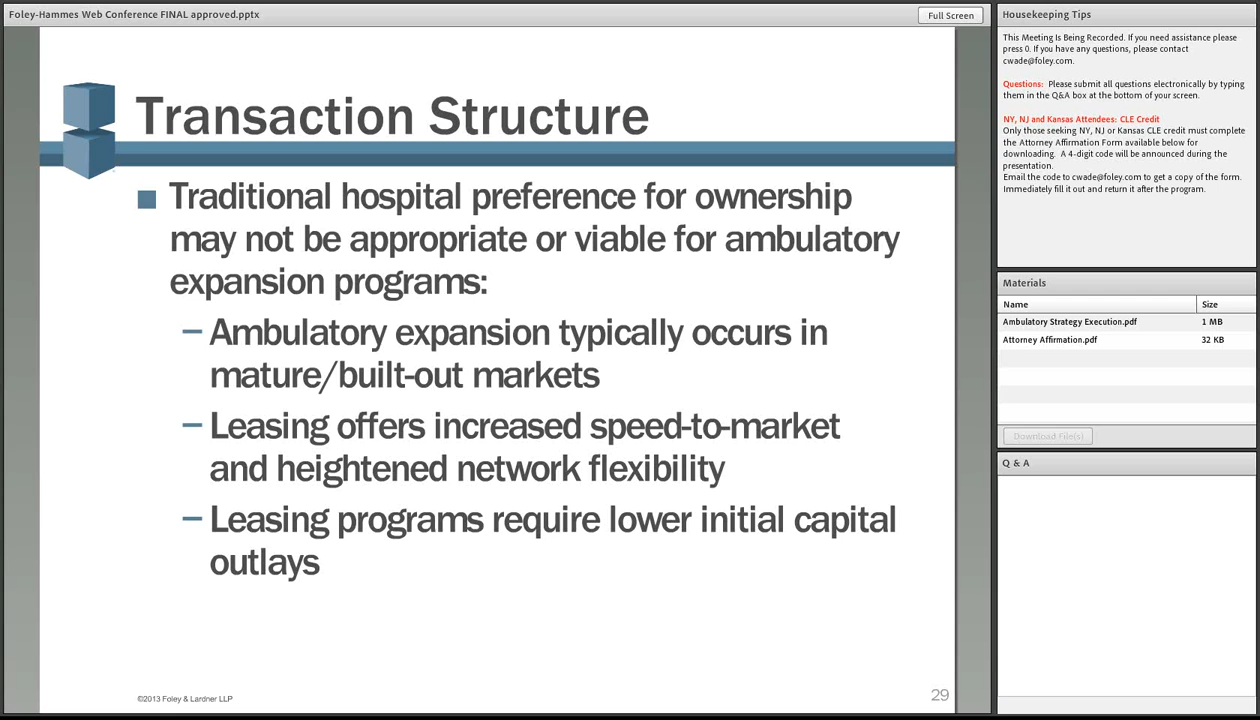 Foley-Hammes Web Conference FINAL approved.pptx
Full Screen
Transaction Structure
Traditional hospital preference for ownership
may not be appropriate or viable for ambulatory
expansion programs:
– Ambulatory expansion typically occurs in
mature/built-out markets
– Leasing offers increased speed-to-market
and heightened network flexibility
– Leasing programs require lower initial capital
outlays
©2013 Foley & Lardner LLP
29
Housekeeping Tips
This Meeting Is Being Recorded. If you need assistance please
press 0. If you have any questions, please contact
cwade@foley.com.
Questions: Please submit all questions electronically by typing
them in the Q&A box at the bottom of your screen.
NY, NJ and Kansas Attendees: CLE Credit
Only those seeking NY, NJ or Kansas CLE credit must complete
the Attorney Affirmation Form available below for
downloading. A 4-digit code will be announced during the
presentation.
Email the code to cwade@foley.com to get a copy of the form.
Immediately fill it out and return it after the program.
Materials
Name Size
Ambulatory Strategy Execution.pdf 1 MB
Attorney Affirmation.pdf 32 KB
Download File(s)
Q & A